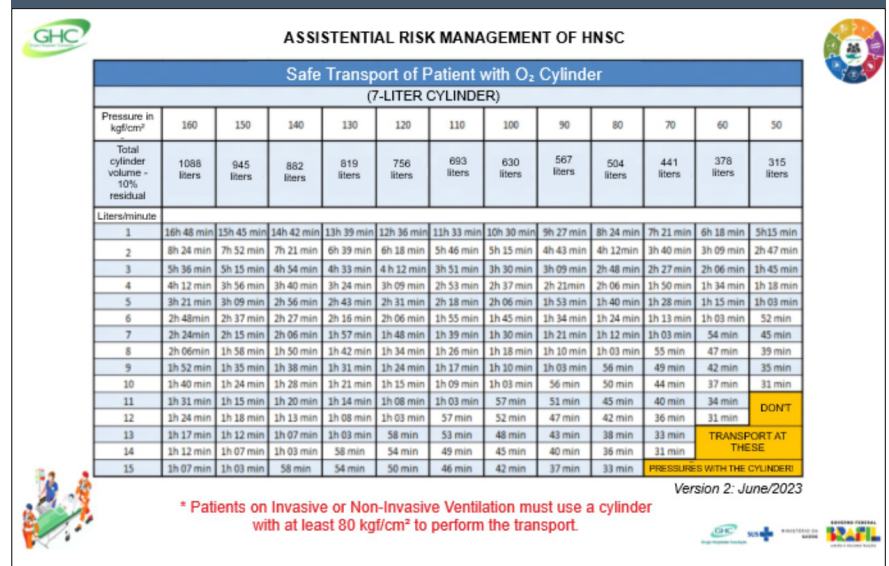 GHC
ASSISTENTIAL RISK MANAGEMENT OF HNSC
Safe Transport of Patient with O₂ Cylinder
(7-LITER CYLINDER)
Pressure in kgf/cm² 160 150 140 130 120 110 100 90 80 70 60 50
Total cylinder volume - 10% residual 1088 liters 945 liters 882 liters 819 liters 756 liters 693 liters 630 liters 567 liters 504 liters 441 liters 378 liters 315 liters
Liters/minute
1 16h 48 min 15h 45 min 14h 42 min 13h 39 min 12h 36 min 11h 33 min 10h 30 min 9h 27 min 8h 24 min 7h 21 min 6h 18 min 5h15 min
2 8h 24 min 7h 52 min 7h 21 min 6h 39 min 6h 18 min 5h 46 min 5h 15 min 4h 43 min 4h 12min 3h 40 min 3h 09 min 2h 47 min
3 5h 36 min 5h 15 min 4h 54 min 4h 33 min 4 h 12 min 3h 51 min 3h 30 min 3h 09 min 2h 48 min 2h 27 min 2h 06 min 1h 45 min
4 4h 12 min 3h 56 min 3h 40 min 3h 24 min 3h 09 min 2h 53 min 2h 37 min 2h 21min 2h 06 min 1h 50 min 1h 34 min 1h 18 min
5 3h 21 min 3h 09 min 2h 56 min 2h 43 min 2h 31 min 2h 18 min 2h 06 min 1h 53 min 1h 40 min 1h 28 min 1h 15 min 1h 03 min
6 2h 48min 2h 37 min 2h 27 min 2h 16 min 2h 06 min 1h 55 min 1h 45 min 1h 34 min 1h 24 min 1h 13 min 1h 03 min 52 min
7 2h 24min 2h 15 min 2h 06 min 1h 57 min 1h 48 min 1h 39 min 1h 30 min 1h 21 min 1h 12 min 1h 03 min 54 min 45 min
8 2h 06min 1h 58 min 1h 50 min 1h 42 min 1h 34 min 1h 26 min 1h 18 min 1h 10 min 1h 03 min 55 min 47 min 39 min
9 1h 52 min 1h 35 min 1h 38 min 1h 31 min 1h 24 min 1h 17 min 1h 10 min 1h 03 min 56 min 49 min 42 min 35 min
10 1h 40 min 1h 24 min 1h 28 min 1h 21 min 1h 15 min 1h 09 min 1h 03 min 56 min 50 min 44 min 37 min 31 min
11 1h 31 min 1h 15 min 1h 20 min 1h 14 min 1h 08 min 1h 03 min 57 min 51 min 45 min 40 min 34 min DON'T
12 1h 24 min 1h 18 min 1h 13 min 1h 08 min 1h 03 min 57 min 52 min 47 min 42 min 36 min 31 min
13 1h 17 min 1h 12 min 1h 07 min 1h 03 min 58 min 53 min 48 min 43 min 38 min 33 min TRANSPORT AT THESE
14 1h 12 min 1h 07 min 1h 03 min 58 min 54 min 49 min 45 min 40 min 36 min 31 min
15 1h 07 min 1h 03 min 58 min 54 min 50 min 46 min 42 min 37 min 33 min PRESSURES WITH THE CYLINDER!
Version 2: June/2023
* Patients on Invasive or Non-Invasive Ventilation must use a cylinder
with at least 80 kgf/cm² to perform the transport.
GHC
SUS
MINISTÉRIO DA SAÚDE
GOVERNO FEDERAL
BRASIL